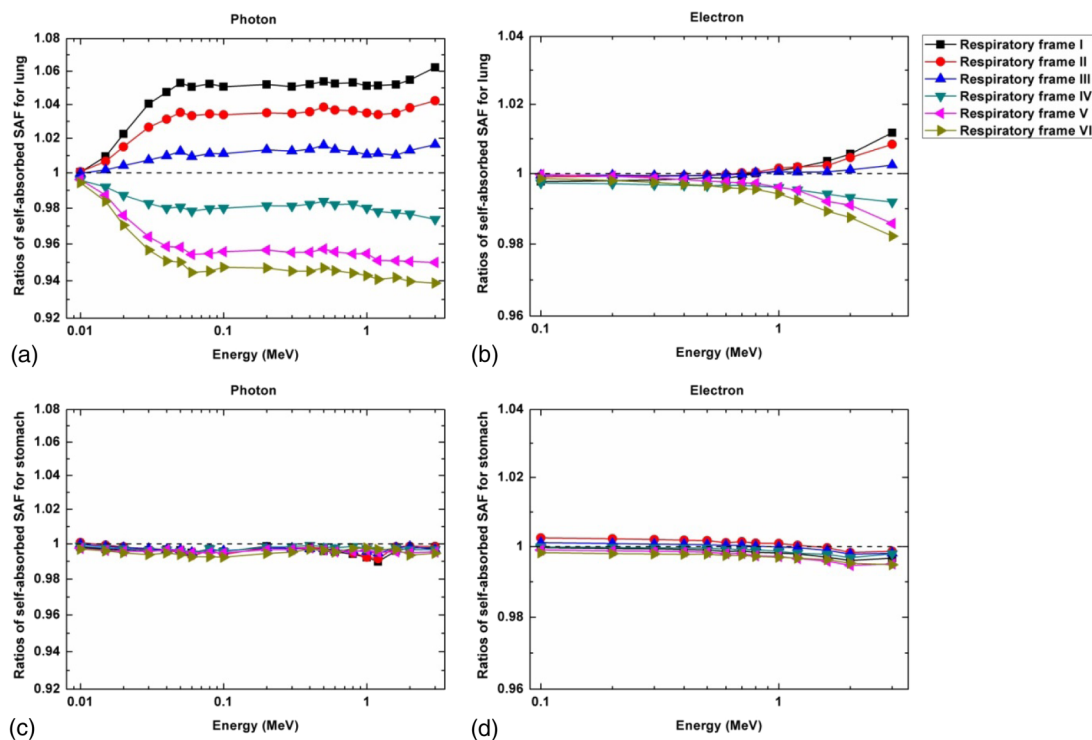 Photon
Ratios of self-absorbed SAF for lung
1.08
1.06
1.04
1.02
1
0.98
0.96
0.94
0.92
0.01
0.1
1
Energy (MeV)
(a)
Electron
Ratios of self-absorbed SAF for lung
1.04
1.02
1
0.98
0.96
0.1
1
Energy (MeV)
(b)
Respiratory frame I
Respiratory frame II
Respiratory frame III
Respiratory frame IV
Respiratory frame V
Respiratory frame VI
Photon
Ratios of self-absorbed SAF for stomach
1.08
1.06
1.04
1.02
1
0.98
0.96
0.94
0.92
0.01
0.1
1
Energy (MeV)
(c)
Electron
Ratios of self-absorbed SAF for stomach
1.04
1.02
1
0.98
0.96
0.1
1
Energy (MeV)
(d)